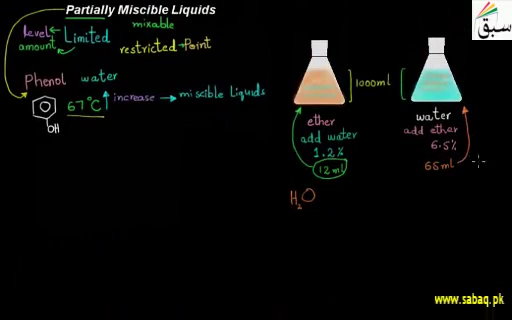 Partially Miscible Liquids
mixable
level
Limited
amount
restricted → Point
Phenol water
67°C ↑ increase → miscible Liquids
OH
1000ml
ether
add water
1.2%
12 ml
water
add ether
6.5%
65 ml
H₂O
سبق
www.sabaq.pk